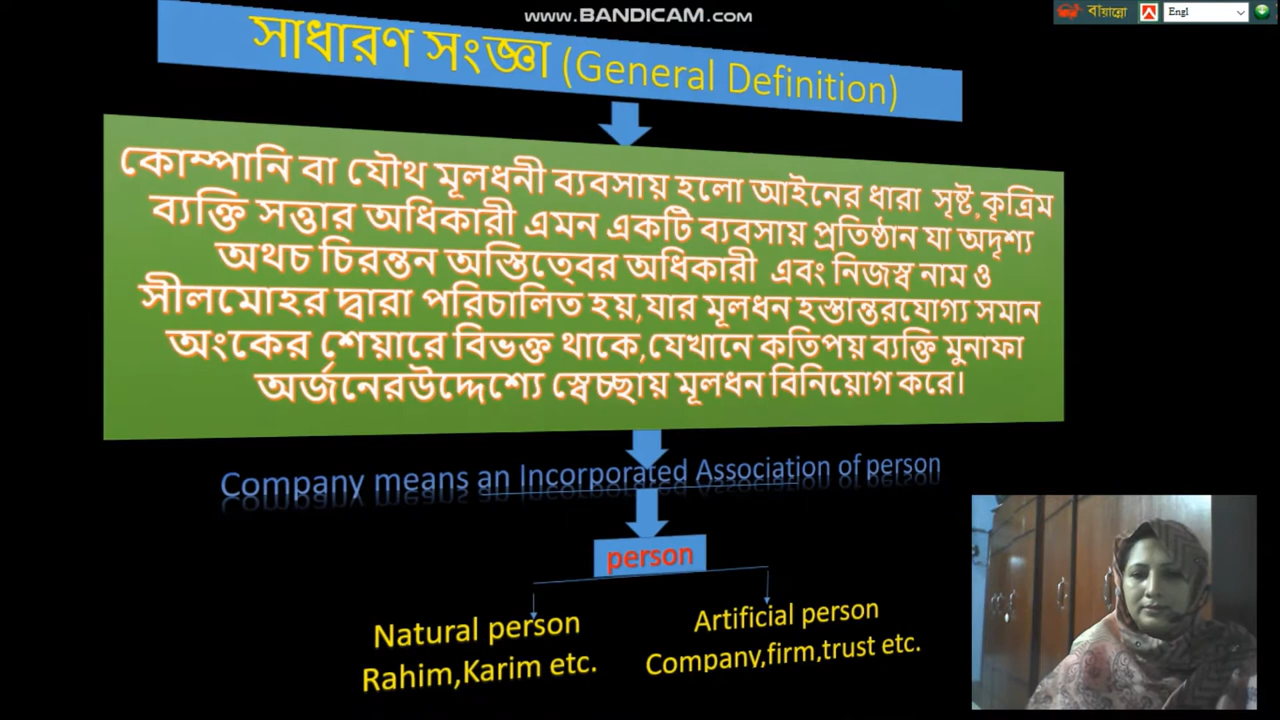 www.BANDICAM.com
বায়ান্নো
Engl
সাধারণ সংজ্ঞা (General Definition)
কোম্পানি বা যৌথ মূলধনী ব্যবসায় হলো আইনের ধারা সৃষ্ট,কৃত্রিম
ব্যক্তি সত্তার অধিকারী এমন একটি ব্যবসায় প্রতিষ্ঠান যা অদৃশ্য
অথচ চিরন্তন অস্তিত্বের অধিকারী এবং নিজস্ব নাম ও
সীলমোহর দ্বারা পরিচালিত হয়,যার মূলধন হস্তান্তরযোগ্য সমান
অংকের শেয়ারে বিভক্ত থাকে,যেখানে কতিপয় ব্যক্তি মুনাফা
অর্জনেরউদ্দেশ্যে স্বেচ্ছায় মূলধন বিনিয়োগ করে।
Company means an Incorporated Association of person
person
Natural person
Rahim,Karim etc.
Artificial person
Company,firm,trust etc.